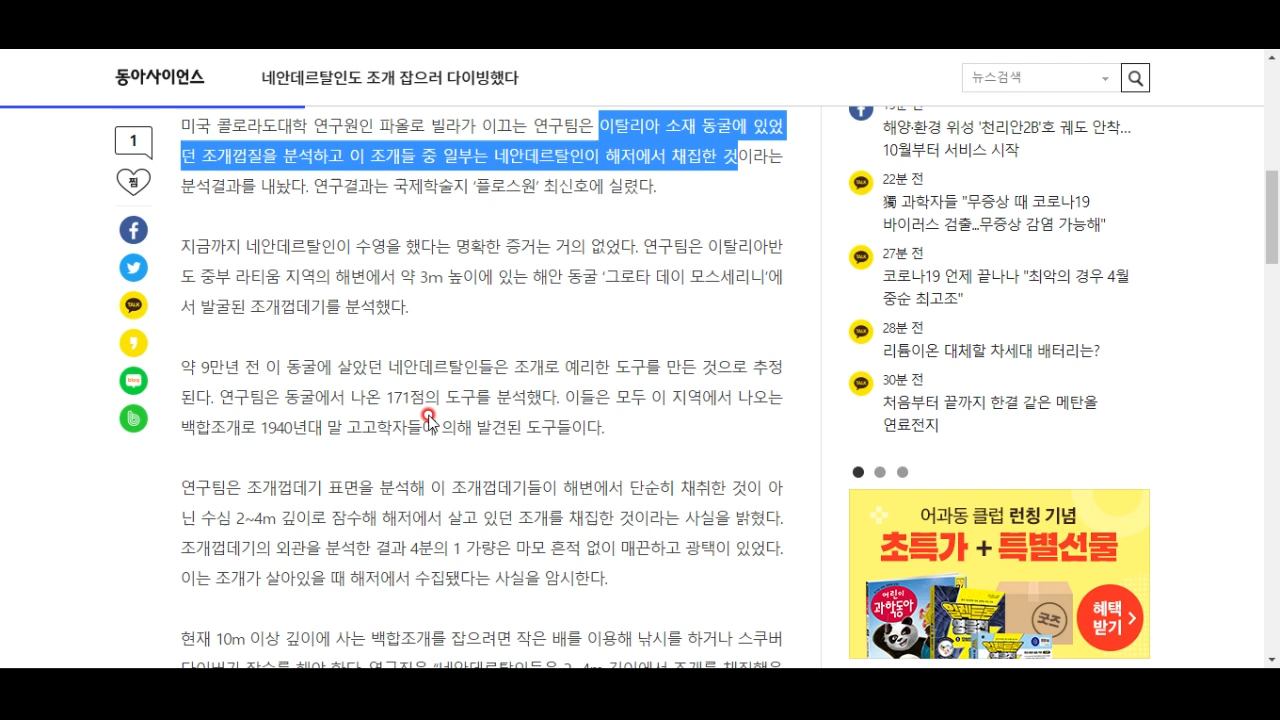 동아사이언스
네안데르탈인도 조개 잡으러 다이빙했다
뉴스검색
1
찜
미국 콜로라도대학 연구원인 파올로 빌라가 이끄는 연구팀은 이탈리아 소재 동굴에 있었
던 조개껍질을 분석하고 이 조개들 중 일부는 네안데르탈인이 해저에서 채집한 것이라는
분석결과를 내놨다. 연구결과는 국제학술지 ‘플로스원’ 최신호에 실렸다.
지금까지 네안데르탈인이 수영을 했다는 명확한 증거는 거의 없었다. 연구팀은 이탈리아반
도 중부 라티움 지역의 해변에서 약 3m 높이에 있는 해안 동굴 ‘그로타 데이 모스세리니’에
서 발굴된 조개껍데기를 분석했다.
약 9만년 전 이 동굴에 살았던 네안데르탈인들은 조개로 예리한 도구를 만든 것으로 추정
된다. 연구팀은 동굴에서 나온 171점의 도구를 분석했다. 이들은 모두 이 지역에서 나오는
백합조개로 1940년대 말 고고학자들에 의해 발견된 도구들이다.
연구팀은 조개껍데기 표면을 분석해 이 조개껍데기들이 해변에서 단순히 채취한 것이 아
닌 수심 2~4m 깊이로 잠수해 해저에서 살고 있던 조개를 채집한 것이라는 사실을 밝혔다.
조개껍데기의 외관을 분석한 결과 4분의 1 가량은 마모 흔적 없이 매끈하고 광택이 있었다.
이는 조개가 살아있을 때 해저에서 수집됐다는 사실을 암시한다.
현재 10m 이상 깊이에 사는 백합조개를 잡으려면 작은 배를 이용해 낚시를 하거나 스쿠버
해양·환경 위성 '천리안2B'호 궤도 안착...
10월부터 서비스 시작
TALK
22분 전
獨 과학자들 "무증상 때 코로나19
바이러스 검출...무증상 감염 가능해"
TALK
27분 전
코로나19 언제 끝나나 "최악의 경우 4월
중순 최고조"
TALK
28분 전
리튬이온 대체할 차세대 배터리는?
TALK
30분 전
처음부터 끝까지 한결 같은 메탄올
연료전지
TALK
blog
어과동 클럽 런칭 기념
초특가 + 특별선물
어린이
과학동아
굿즈
혜택
받기